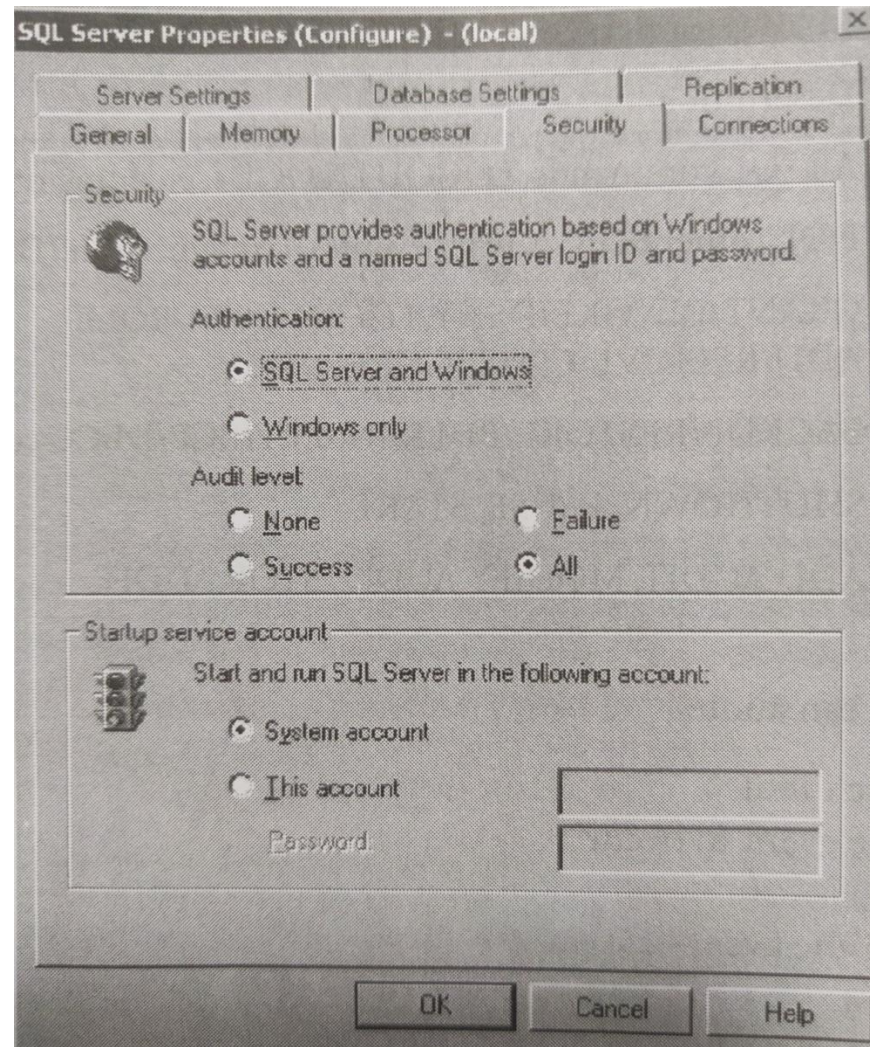 SQL Server Properties (Configure) - (local)
Server Settings
Database Settings
Replication
General
Memory
Processor
Security
Connections
Security
SQL Server provides authentication based on Windows
accounts and a named SQL Server login ID and password.
Authentication:
SQL Server and Windows
Windows only
Audit level:
None
Failure
Success
All
Startup service account
Start and run SQL Server in the following account:
System account
This account
Password:
OK
Cancel
Help